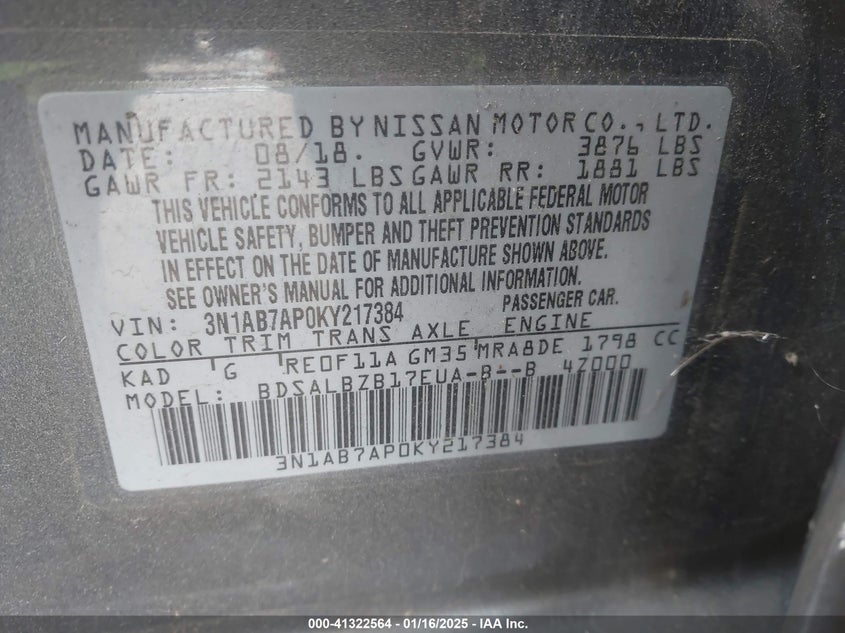 MANUFACTURED BY NISSAN MOTOR CO., LTD.
DATE: 08/18. GVWR: 3876 LBS
GAWR FR: 2143 LBS GAWR RR: 1881 LBS
THIS VEHICLE CONFORMS TO ALL APPLICABLE FEDERAL MOTOR
VEHICLE SAFETY, BUMPER AND THEFT PREVENTION STANDARDS
IN EFFECT ON THE DATE OF MANUFACTURE SHOWN ABOVE.
SEE OWNER'S MANUAL FOR ADDITIONAL INFORMATION.
VIN: 3N1AB7AP0KY217384 PASSENGER CAR.
COLOR TRIM TRANS AXLE ENGINE
KAD G RE0F11A GM35 MRA8DE 1798 CC
MODEL: BDSALBZB17EUA-B--B 4Z000
3N1AB7AP0KY217384
000-41322564 - 01/16/2025 - IAA Inc.